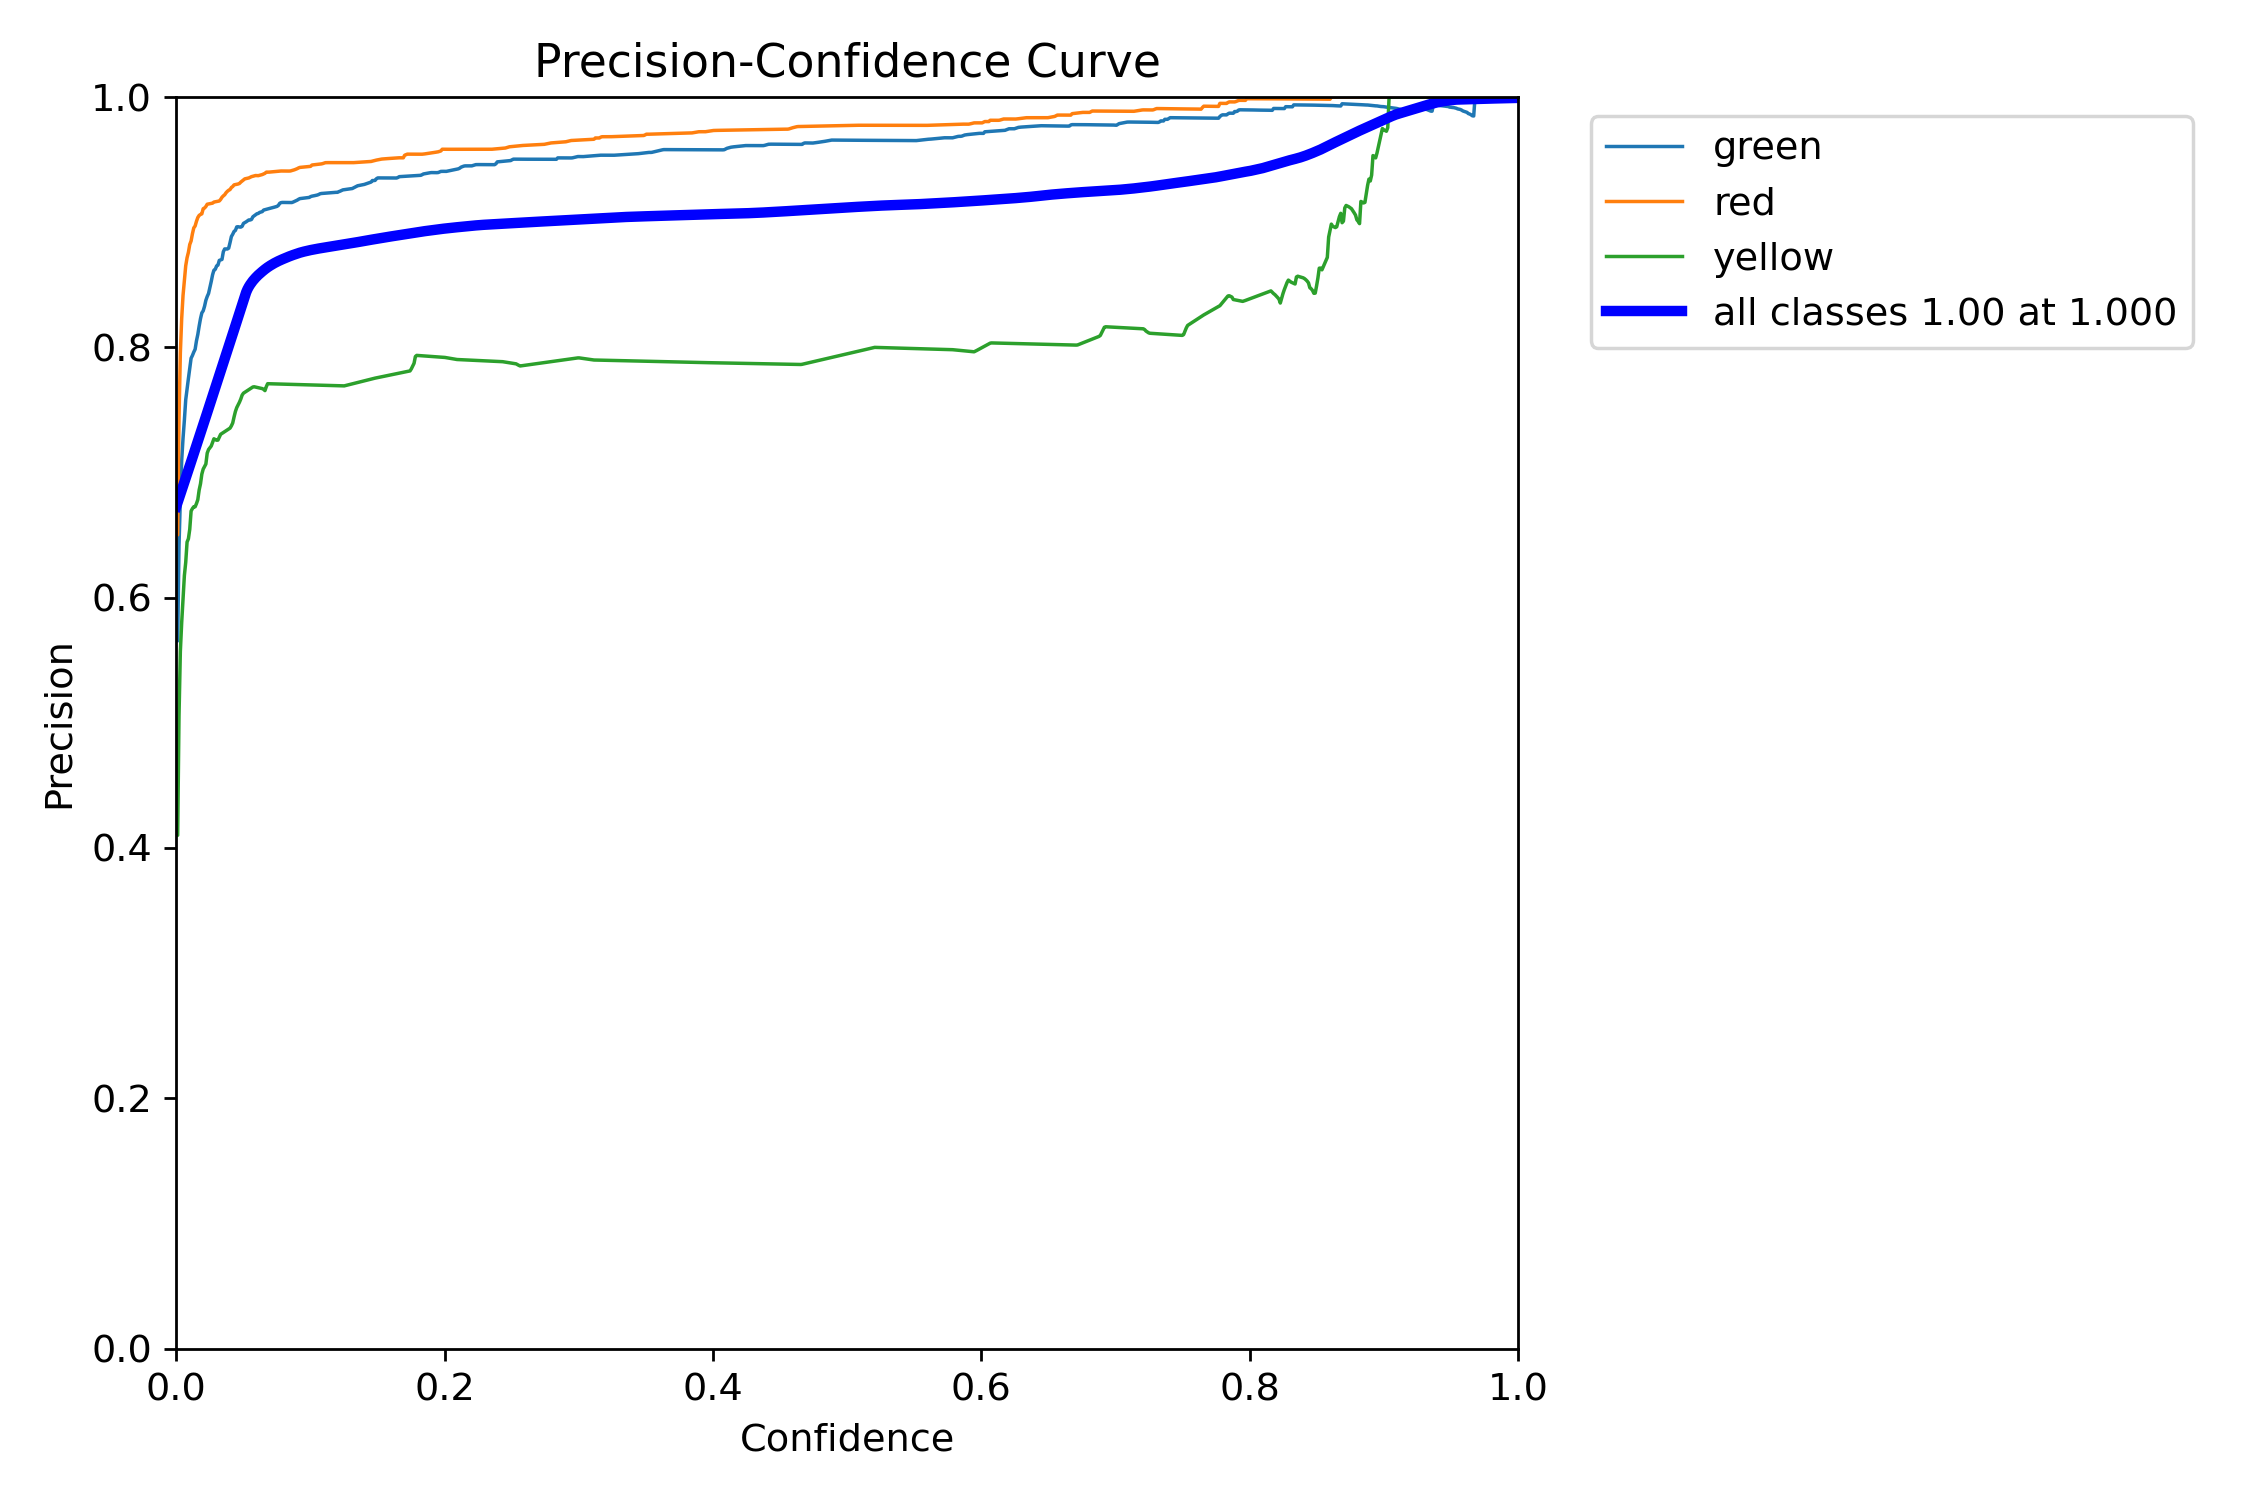 Precision-Confidence Curve
1.0
0.8
0.6
0.4
0.2
0.0
Precision
0.0 0.2 0.4 0.6 0.8 1.0
Confidence
green
red
yellow
all classes 1.00 at 1.000